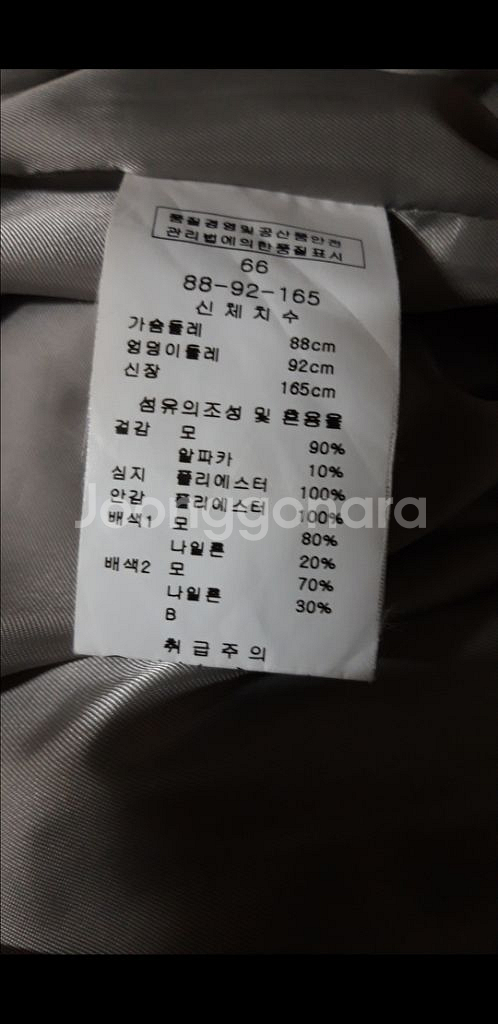 품질경영및공산품안전
관리법에의한품질표시
66
88-92-165
신체치수
가슴둘레 88cm
엉덩이둘레 92cm
신장 165cm
섬유의조성 및 혼용율
겉감 모 90%
알파카 10%
심지 폴리에스터 100%
안감 폴리에스터 100%
배색1 모 80%
나일론 20%
배색2 모 70%
나일론 30%
B
취급주의
Joonggonara